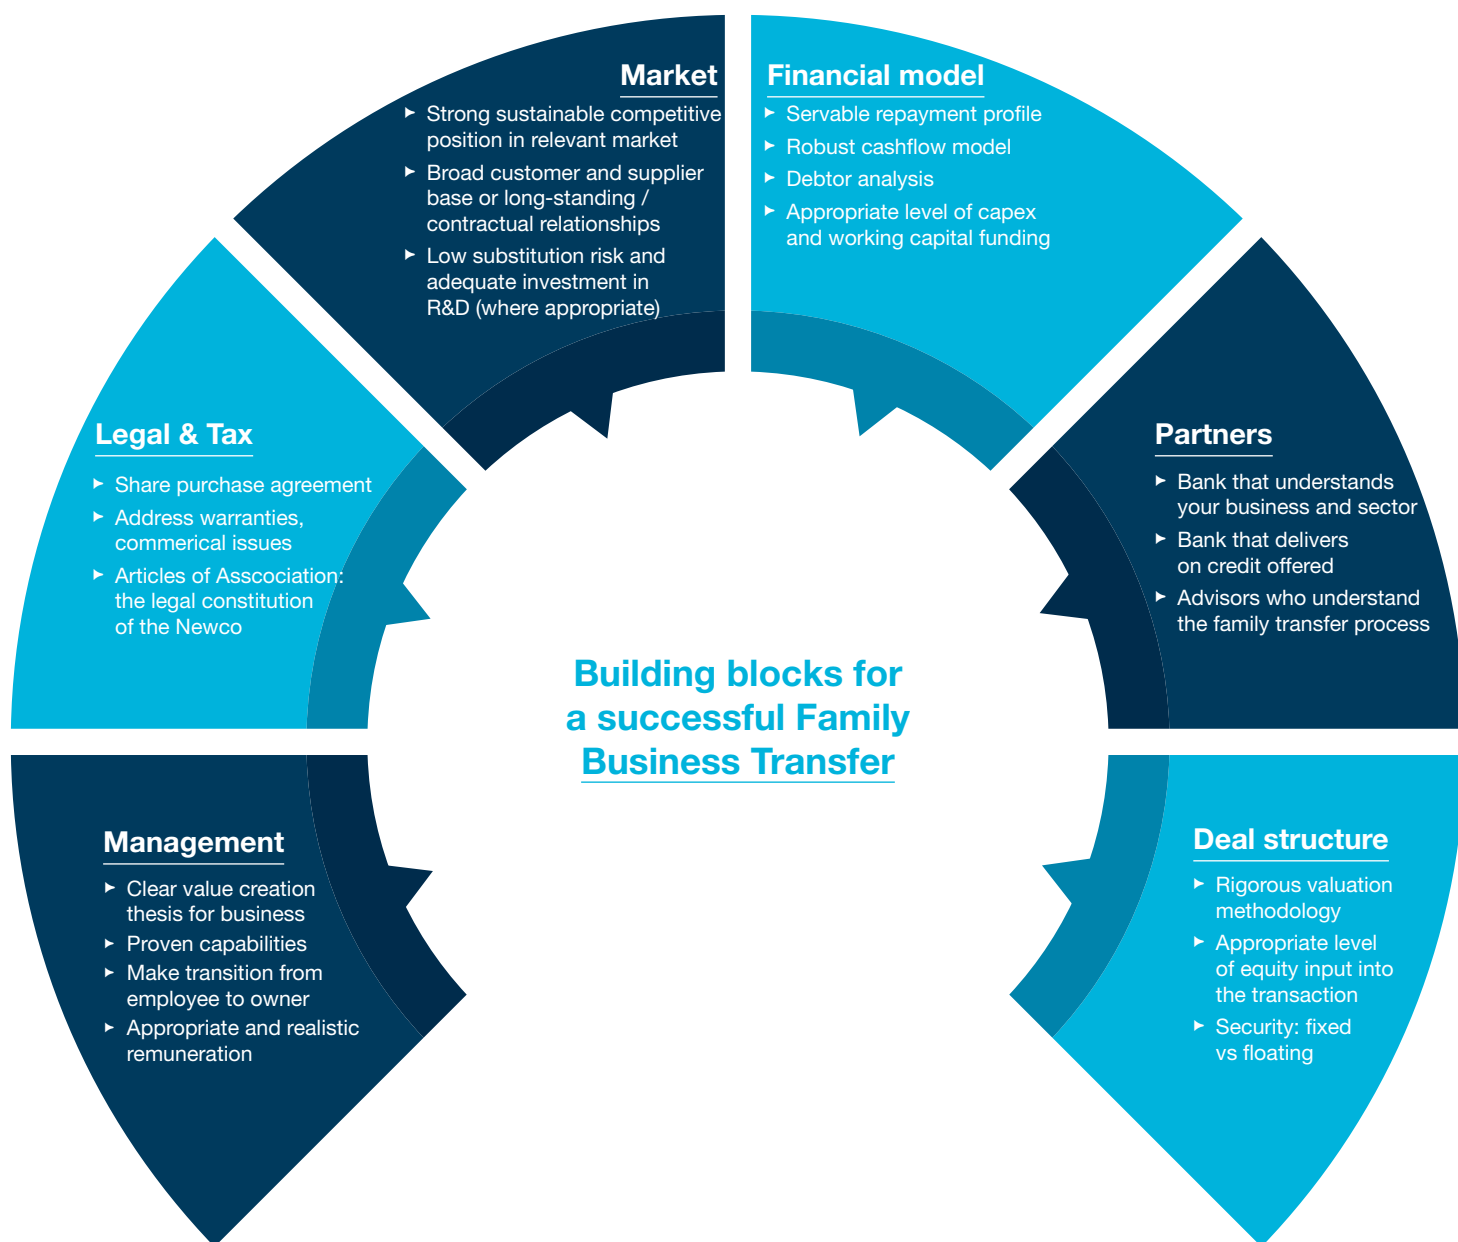 Market
Strong sustainable competitive
position in relevant market
Broad customer and supplier
base or long-standing /
contractual relationships
Low substitution risk and
adequate investment in
R&D (where appropriate)
Financial model
Servable repayment profile
Robust cashflow model
Debtor analysis
Appropriate level of capex
and working capital funding
Legal & Tax
Share purchase agreement
Address warranties,
commerical issues
Articles of Asscociation:
the legal constitution
of the Newco
Partners
Bank that understands
your business and sector
Bank that delivers
on credit offered
Advisors who understand
the family transfer process
Building blocks for
a successful Family
Business Transfer
Management
Clear value creation
thesis for business
Proven capabilities
Make transition from
employee to owner
Appropriate and realistic
remuneration
Deal structure
Rigorous valuation
methodology
Appropriate level
of equity input into
the transaction
Security: fixed
vs floating